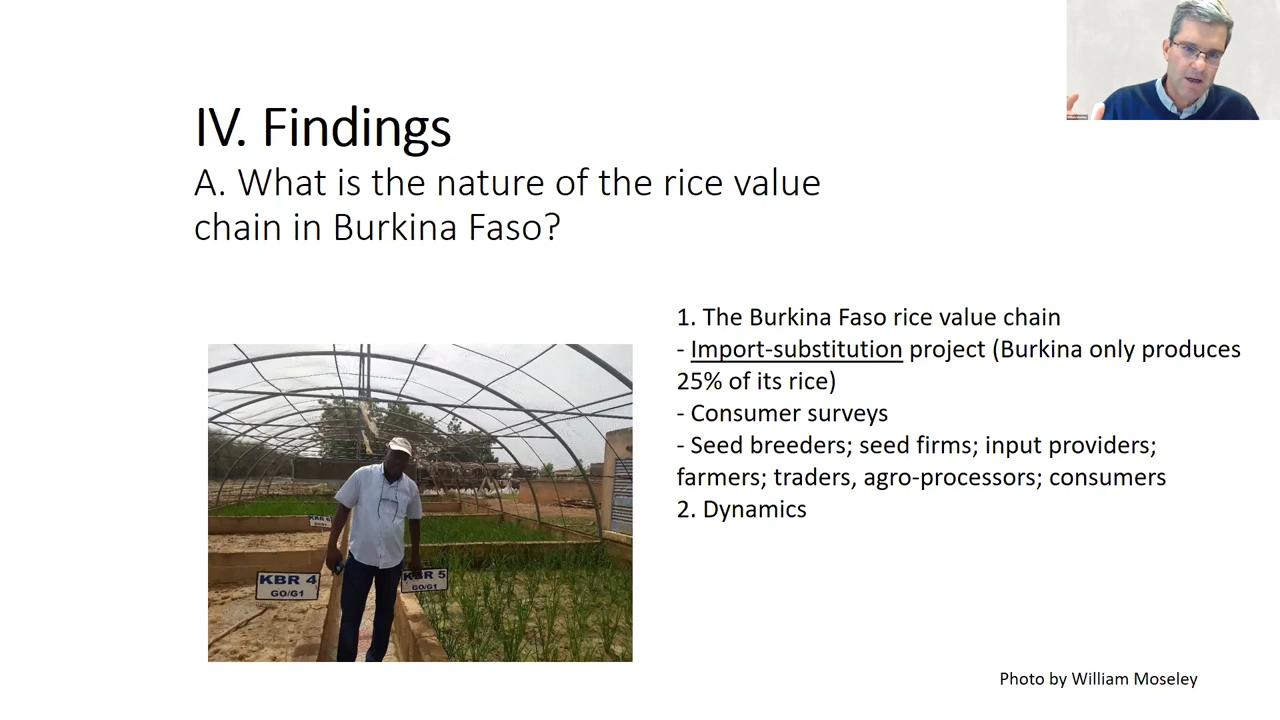 IV. Findings
A. What is the nature of the rice value
chain in Burkina Faso?
1. The Burkina Faso rice value chain
- Import-substitution project (Burkina only produces
25% of its rice)
- Consumer surveys
- Seed breeders; seed firms; input providers;
farmers; traders, agro-processors; consumers
2. Dynamics
KBR 4
GO/G1
KBR 5
GO/G1
Photo by William Moseley